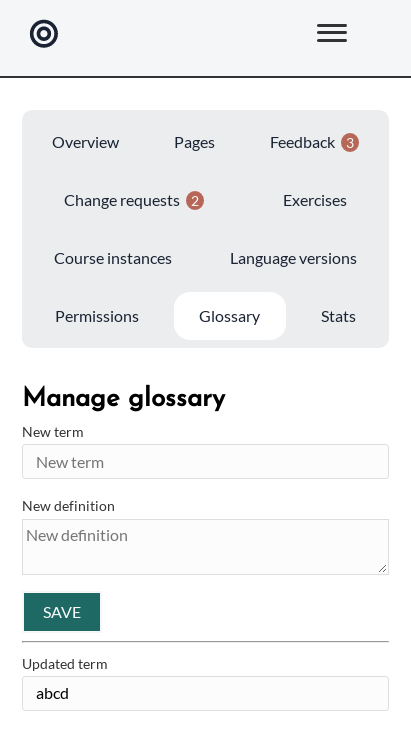 Overview Pages Feedback 3
Change requests 2 Exercises
Course instances Language versions
Permissions Glossary Stats
Manage glossary
New term
New term
New definition
New definition
SAVE
Updated term
abcd